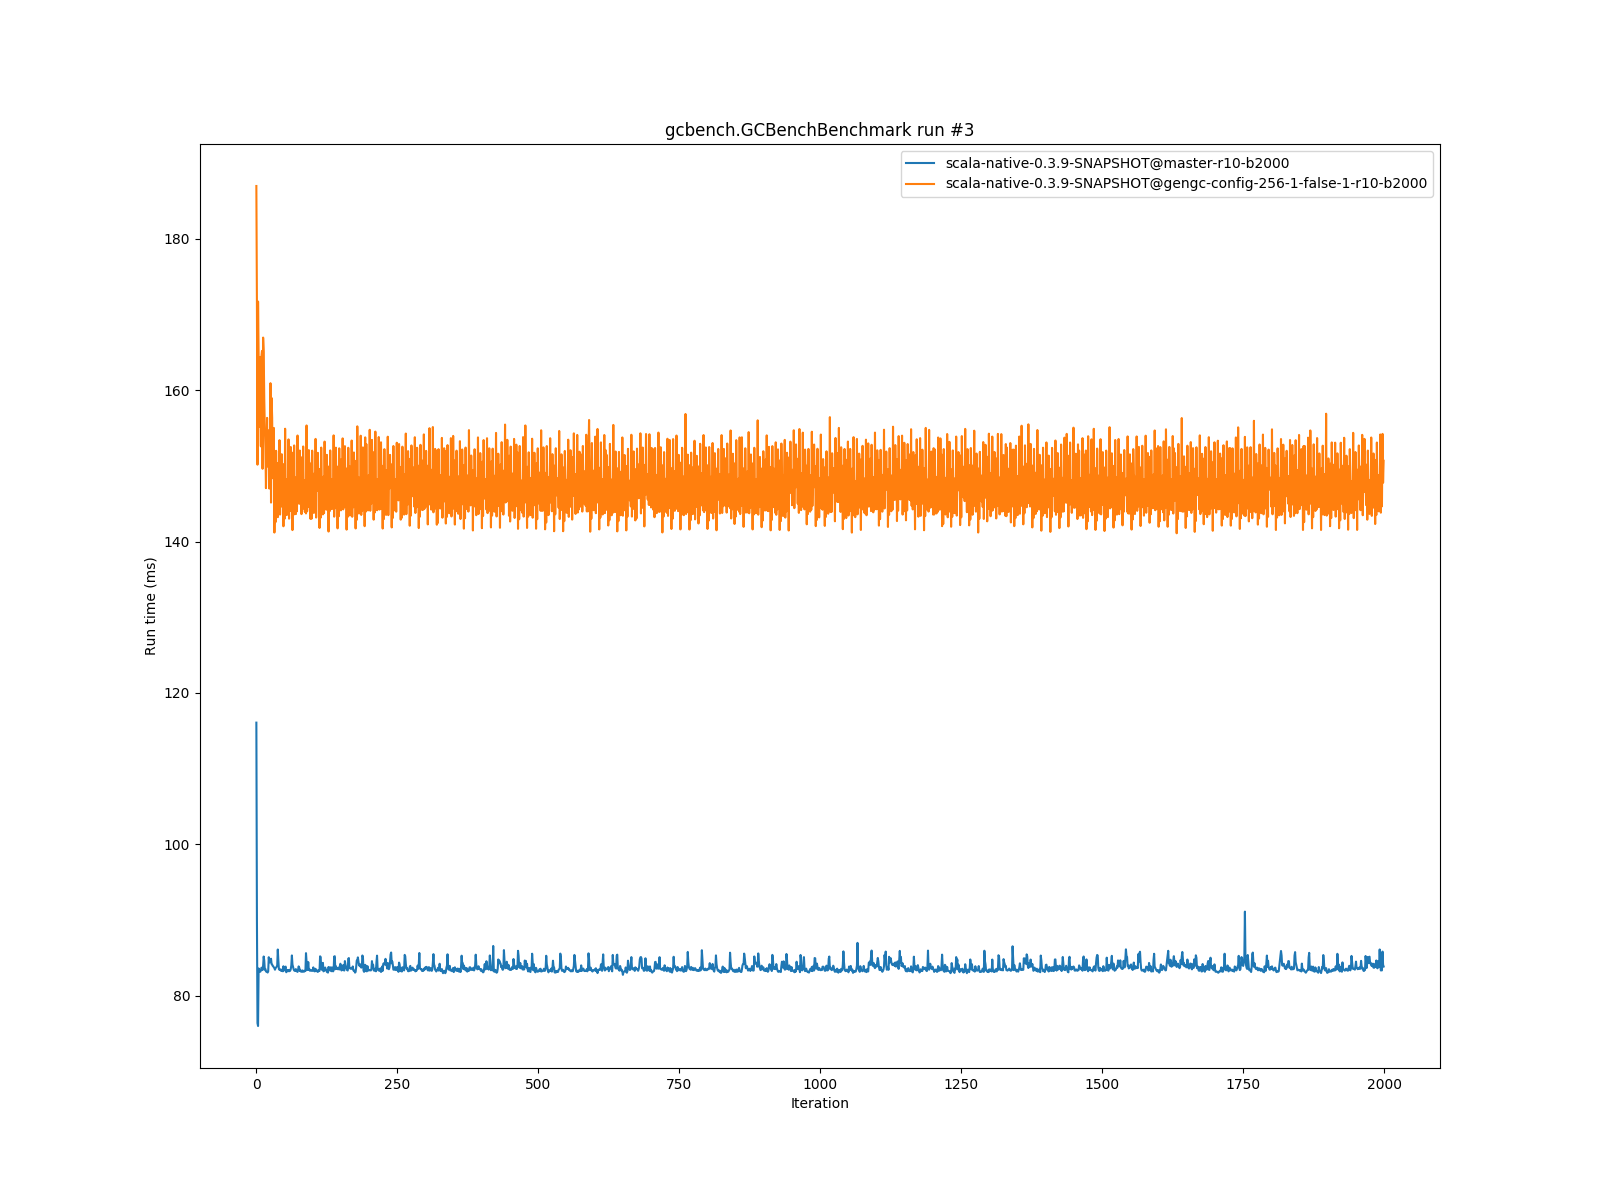 gcbench.GCBenchBenchmark run #3
scala-native-0.3.9-SNAPSHOT@master-r10-b2000
scala-native-0.3.9-SNAPSHOT@gengc-config-256-1-false-1-r10-b2000
180
160
140
120
100
80
Run time (ms)
0 250 500 750 1000 1250 1500 1750 2000
Iteration